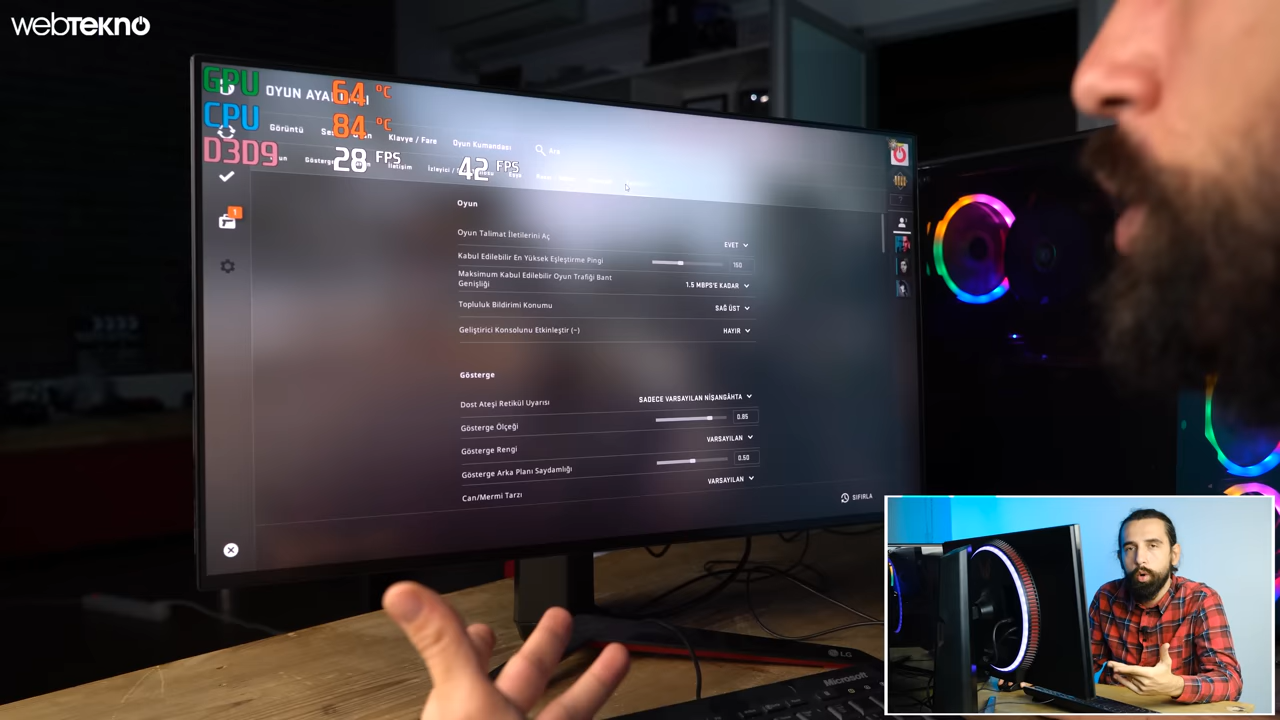 webTEKNO
GPU 64 °C
OYUN AYA
CPU 84 °C
Görüntü Klavye / Fare Oyun Kumandası Ara
D3D9 28 FPS 42 FPS
İletişim
Oyun
Oyun Talimat İletilerini Aç EVET
Kabul Edilebilir En Yüksek Eşleştirme Pingi 150
Maksimum Kabul Edilebilir Oyun Trafiği Bant
Genişliği 1.5 MBPS'E KADAR
Topluluk Bildirimi Konumu SAĞ ÜST
Geliştirici Konsolunu Etkinleştir (~) HAYIR
Gösterge
Dost Ateşi Retikül Uyarısı SADECE VARSAYILAN NİŞANGÂHTA
Gösterge Ölçeği 0.85
Gösterge Rengi VARSAYILAN
Gösterge Arka Planı Saydamlığı 0.50
Can/Mermi Tarzı VARSAYILAN
SIFIRLA
LG
Microsoft